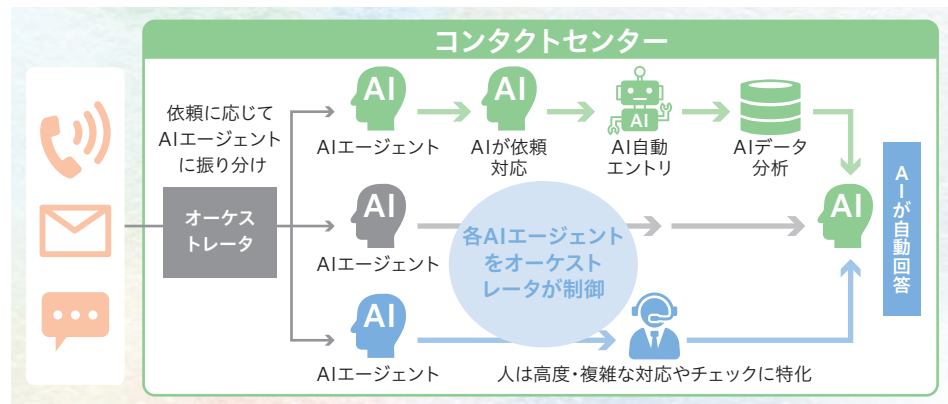 コンタクトセンター
依頼に応じて
AIエージェント
に振り分け
オーケス
トレータ
AI
AIエージェント
AI
AIが依頼
対応
AI
AI自動
エントリ
AIデータ
分析
AI
AIエージェント
各AIエージェント
をオーケスト
レータが制御
AI
AIが自動回答
AI
AIエージェント
人は高度・複雑な対応やチェックに特化